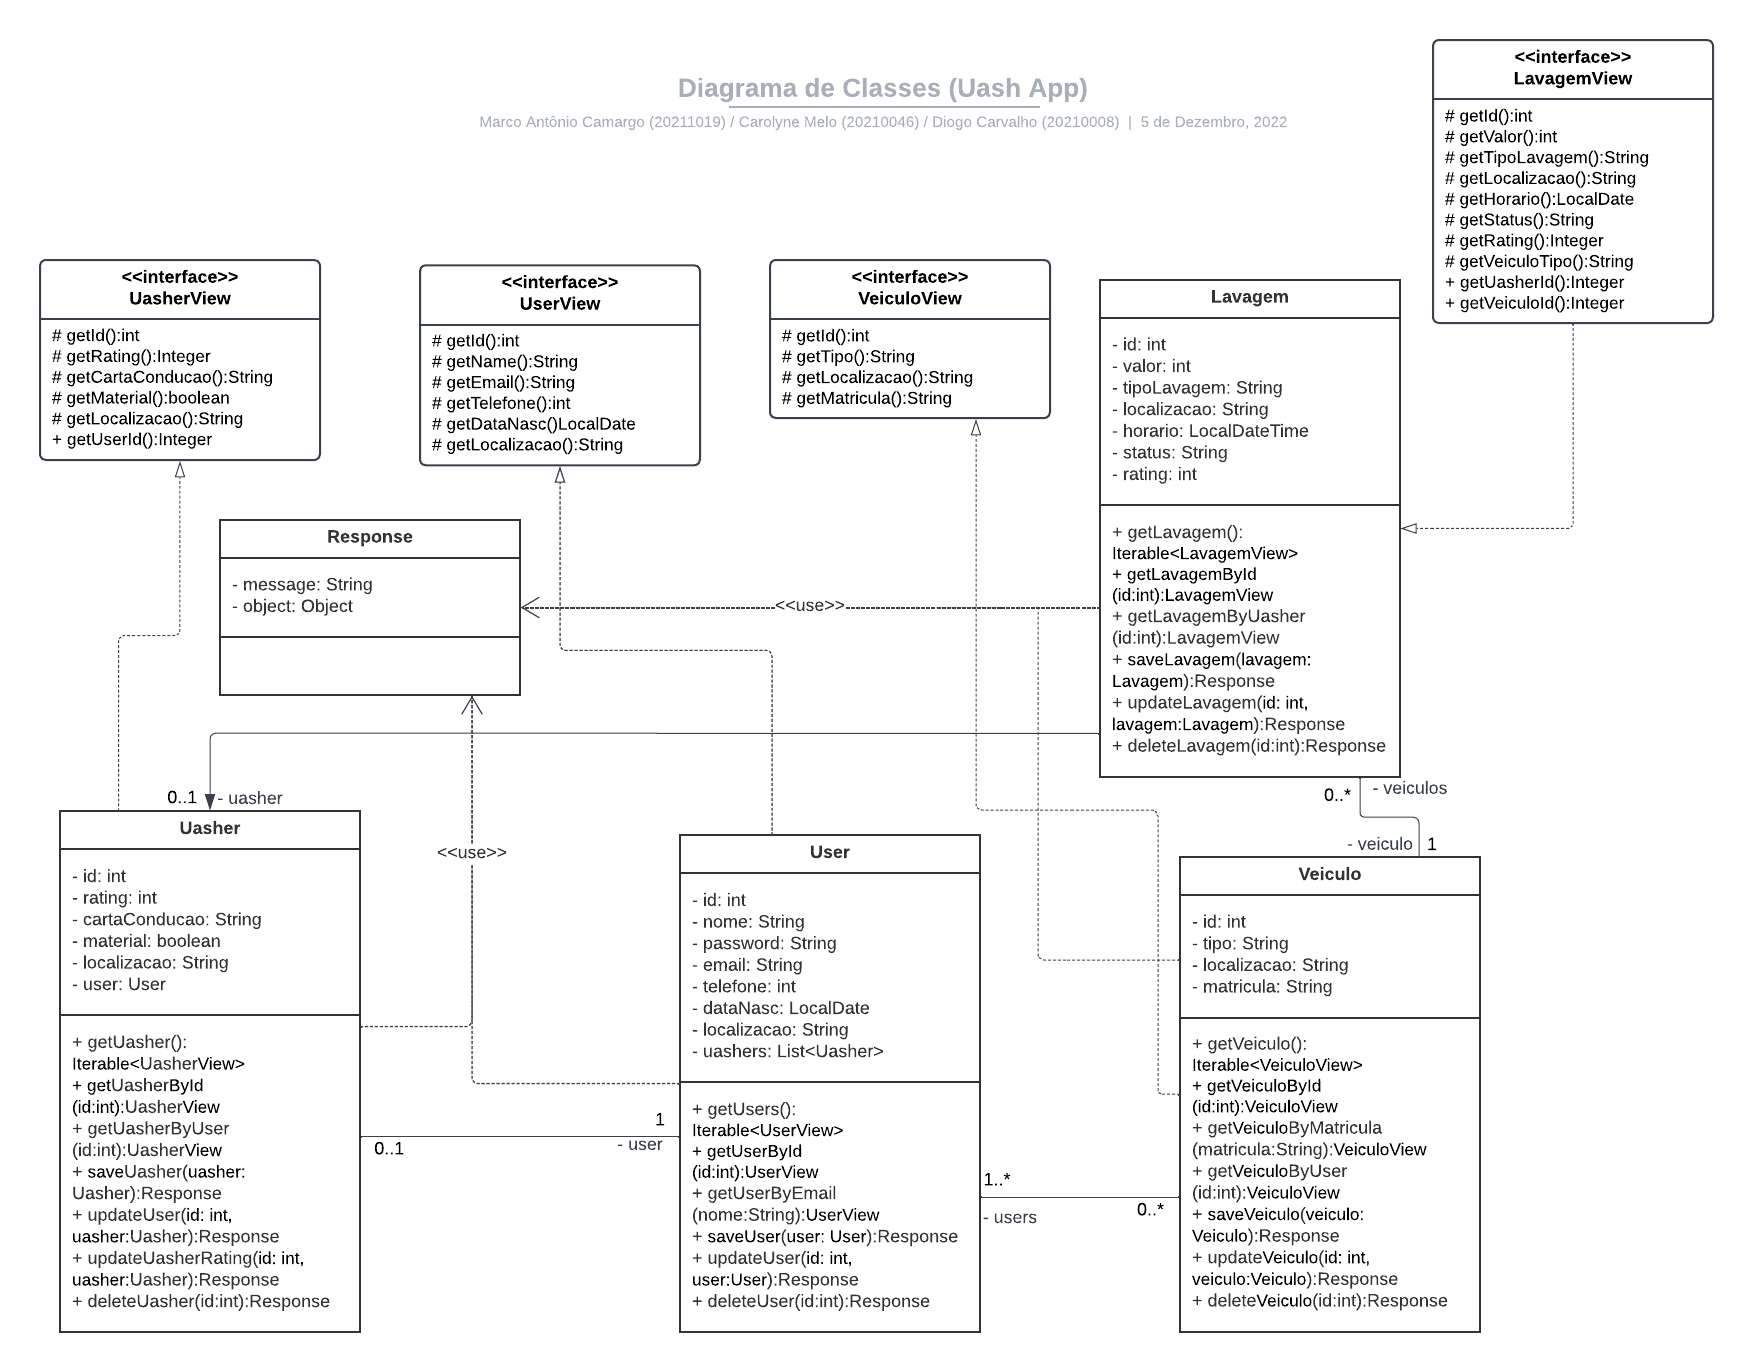 Diagrama de Classes (Uash App)
Marco Antônio Camargo (20211019) / Carolyne Melo (20210046) / Diogo Carvalho (20210008) | 5 de Dezembro, 2022
<<interface>>
LavagemView
# getId():int
# getValor():int
# getTipoLavagem():String
# getLocalizacao():String
# getHorario():LocalDate
# getStatus():String
# getRating():Integer
# getVeiculoTipo():String
+ getUasherId():Integer
+ getVeiculoId():Integer
<<interface>>
UasherView
# getId():int
# getRating():Integer
# getCartaConducao():String
# getMaterial():boolean
# getLocalizacao():String
+ getUserId():Integer
<<interface>>
UserView
# getId():int
# getName():String
# getEmail():String
# getTelefone():int
# getDataNasc()LocalDate
# getLocalizacao():String
<<interface>>
VeiculoView
# getId():int
# getTipo():String
# getLocalizacao():String
# getMatricula():String
Lavagem
- id: int
- valor: int
- tipoLavagem: String
- localizacao: String
- horario: LocalDateTime
- status: String
- rating: int
+ getLavagem():
Iterable<LavagemView>
+ getLavagemById
(id:int):LavagemView
+ getLavagemByUasher
(id:int):LavagemView
+ saveLavagem(lavagem:
Lavagem):Response
+ updateLavagem(id: int,
lavagem:Lavagem):Response
+ deleteLavagem(id:int):Response
Response
- message: String
- object: Object
<<use>>
0..1
- uasher
<<use>>
0..*
- veiculos
- veiculo
1
Uasher
- id: int
- rating: int
- cartaConducao: String
- material: boolean
- localizacao: String
- user: User
+ getUasher():
Iterable<UasherView>
+ getUasherById
(id:int):UasherView
+ getUasherByUser
(id:int):UasherView
+ saveUasher(uasher:
Uasher):Response
+ updateUser(id: int,
uasher:Uasher):Response
+ updateUasherRating(id: int,
uasher:Uasher):Response
+ deleteUasher(id:int):Response
0..1
1
- user
User
- id: int
- nome: String
- password: String
- email: String
- telefone: int
- dataNasc: LocalDate
- localizacao: String
- uashers: List<Uasher>
+ getUsers():
Iterable<UserView>
+ getUserById
(id:int):UserView
+ getUserByEmail
(nome:String):UserView
+ saveUser(user: User):Response
+ updateUser(id: int,
user:User):Response
+ deleteUser(id:int):Response
1..*
- users
0..*
Veiculo
- id: int
- tipo: String
- localizacao: String
- matricula: String
+ getVeiculo():
Iterable<VeiculoView>
+ getVeiculoById
(id:int):VeiculoView
+ getVeiculoByMatricula
(matricula:String):VeiculoView
+ getVeiculoByUser
(id:int):VeiculoView
+ saveVeiculo(veiculo:
Veiculo):Response
+ updateVeiculo(id: int,
veiculo:Veiculo):Response
+ deleteVeiculo(id:int):Response